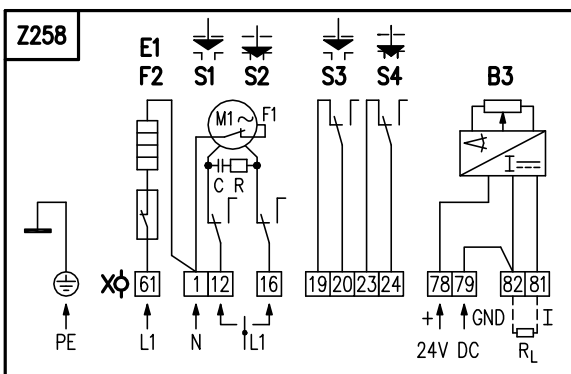 Z258
E1
F2 S1 S2 S3 S4 B3
M1 ~ F1
C R
I
X 61 1 12 16 19 20 23 24 78 79 82 81
+ GND I
PE L1 N L1 24V DC RL